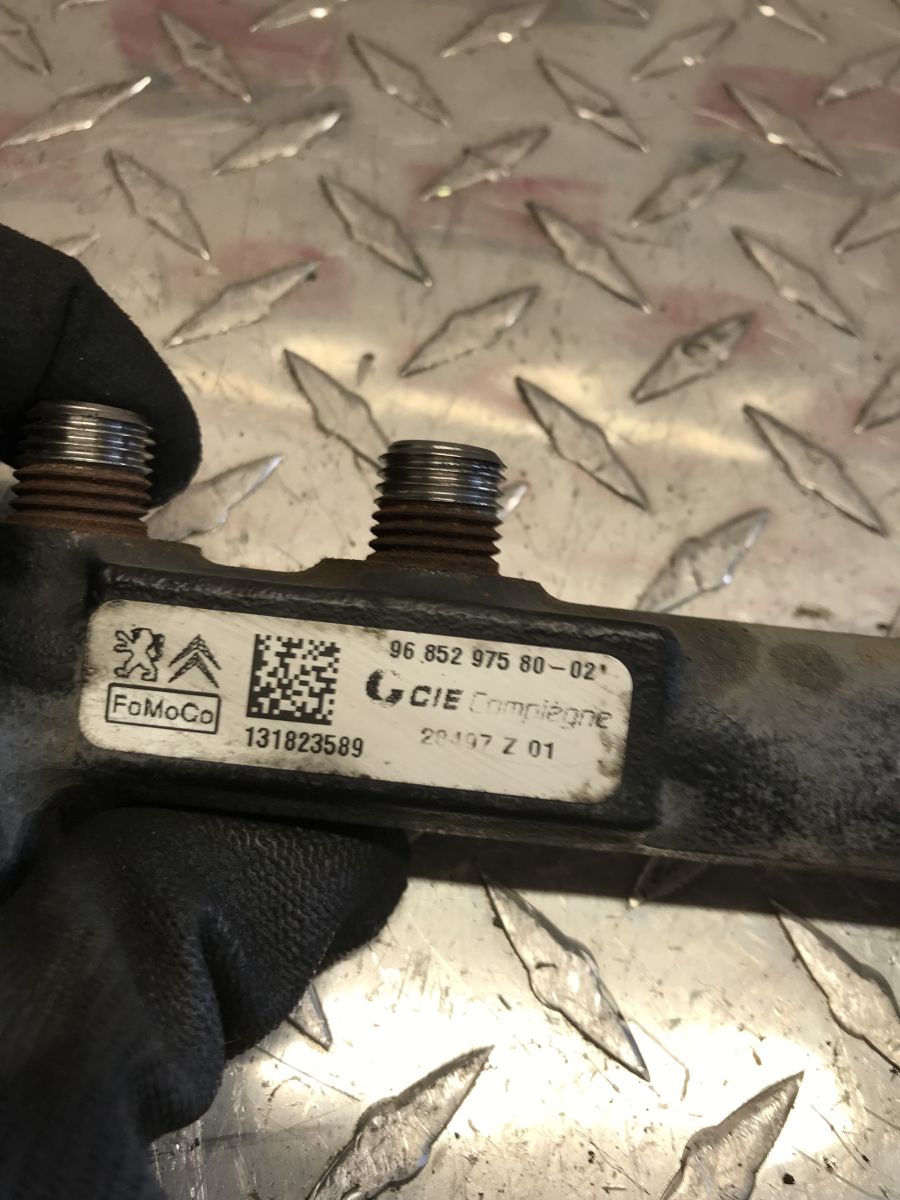 96 852 975 80-02
CIE Compiègne
FoMoCo
131823589
28497 Z 01